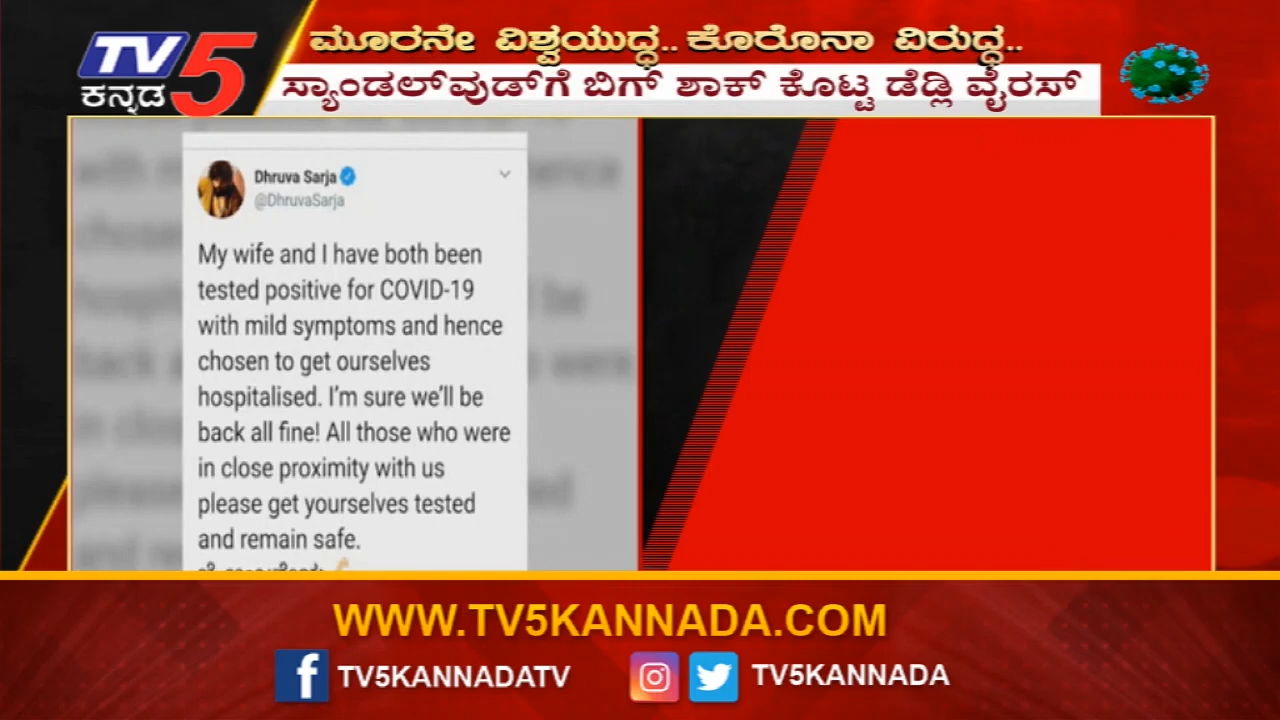 TV5
ಕನ್ನಡ
ಮೂರನೇ ವಿಶ್ವಯುದ್ಧ.. ಕೊರೊನಾ ವಿರುದ್ಧ..
ಸ್ಯಾಂಡಲ್‌ವುಡ್‌ಗೆ ಬಿಗ್ ಶಾಕ್ ಕೊಟ್ಟ ಡೆಡ್ಲಿ ವೈರಸ್
Dhruva Sarja
@DhruvaSarja
My wife and I have both been
tested positive for COVID-19
with mild symptoms and hence
chosen to get ourselves
hospitalised. I'm sure we'll be
back all fine! All those who were
in close proximity with us
please get yourselves tested
and remain safe.
WWW.TV5KANNADA.COM
TV5KANNADATV
TV5KANNADA